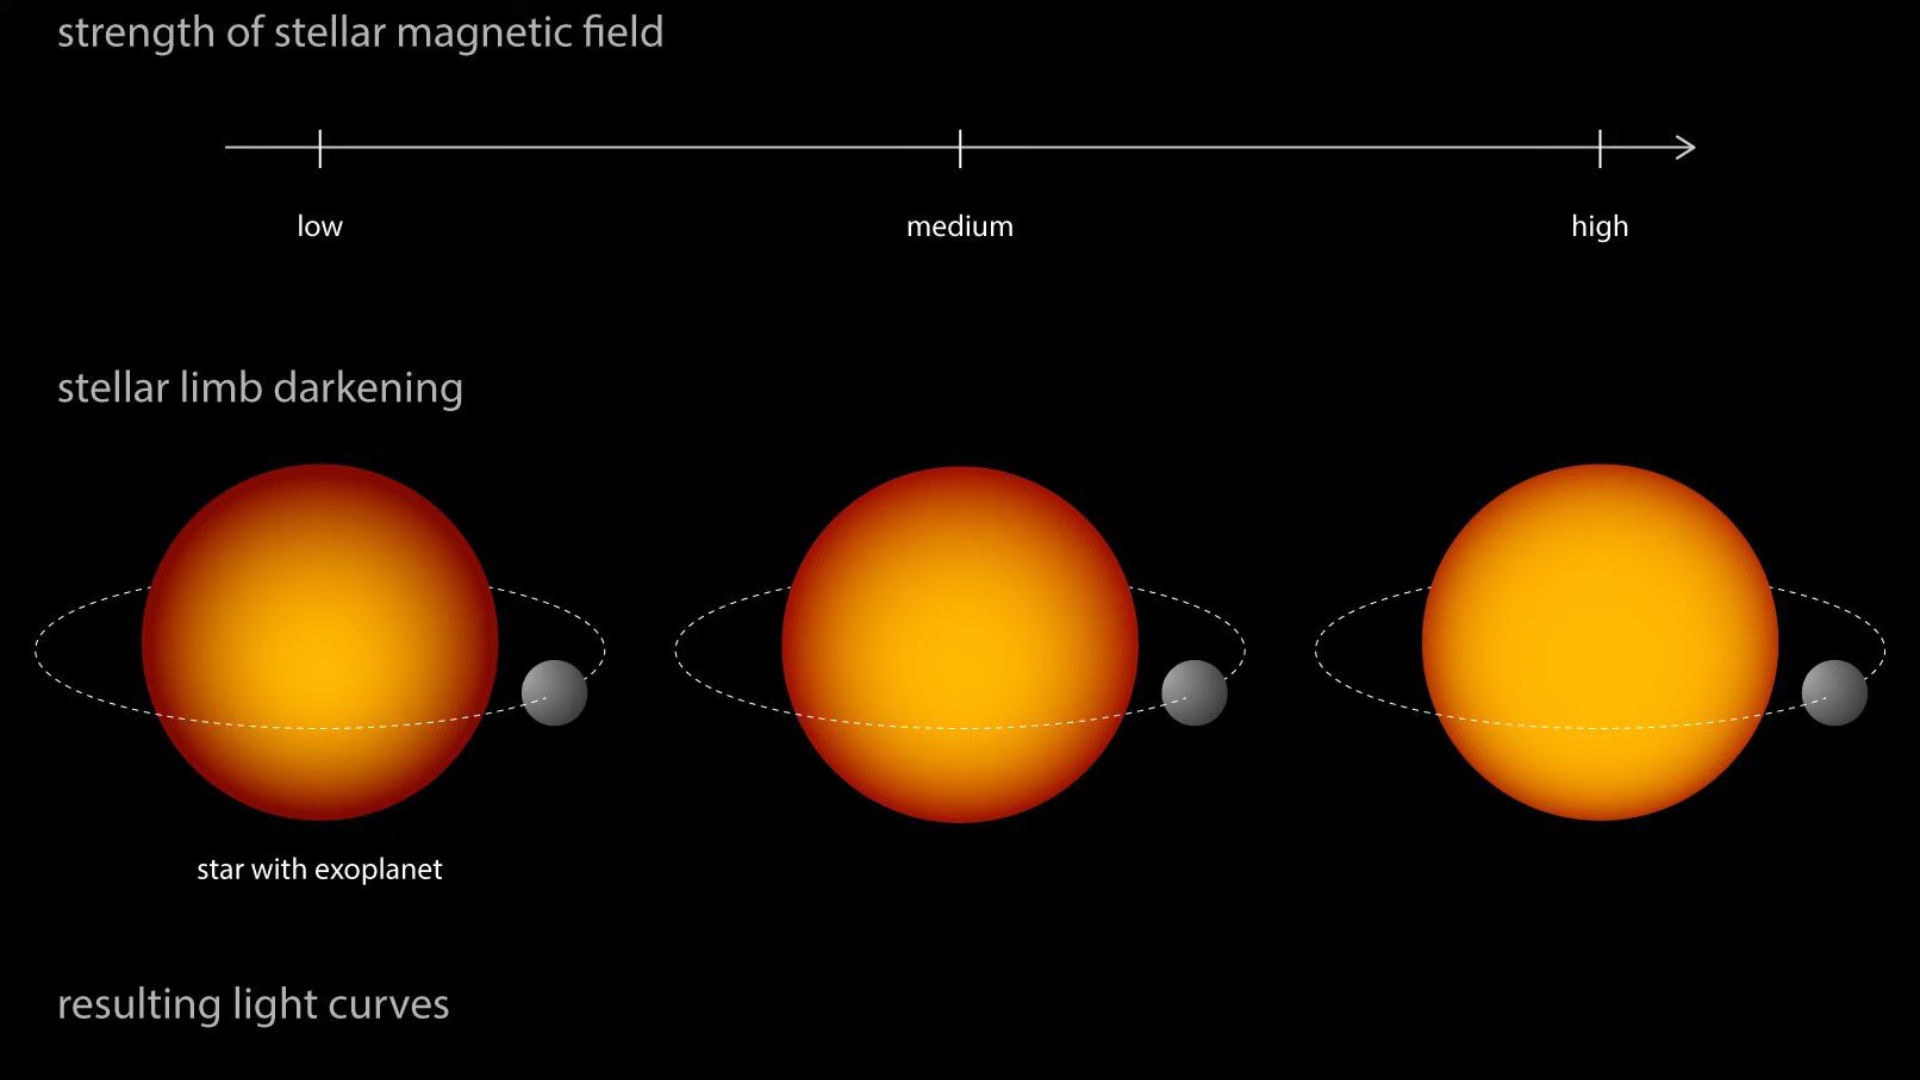 strength of stellar magnetic field
low
medium
high
stellar limb darkening
star with exoplanet
resulting light curves